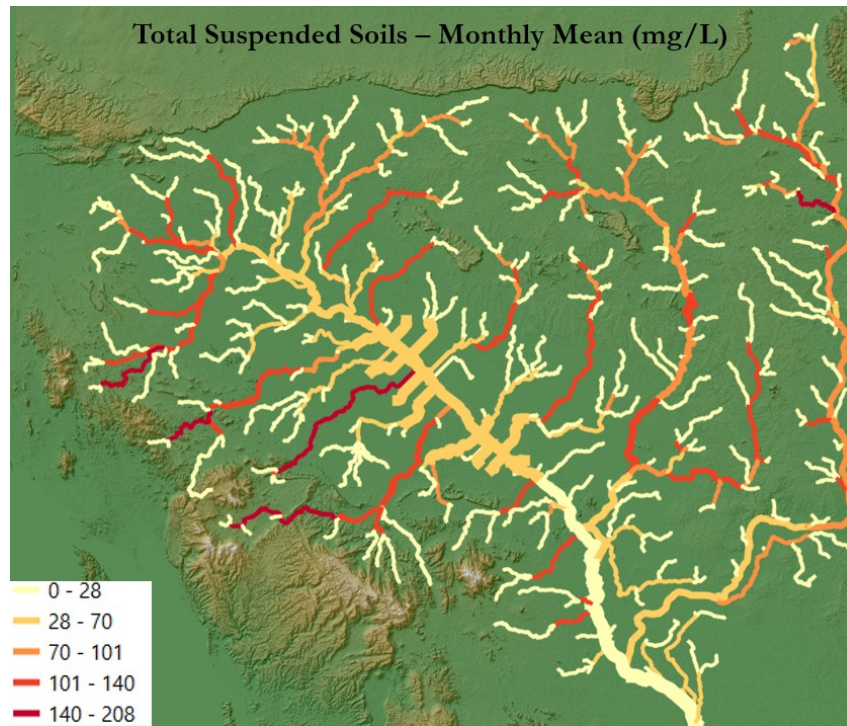 Total Suspended Soils – Monthly Mean (mg/L)
0 - 28
28 - 70
70 - 101
101 - 140
140 - 208